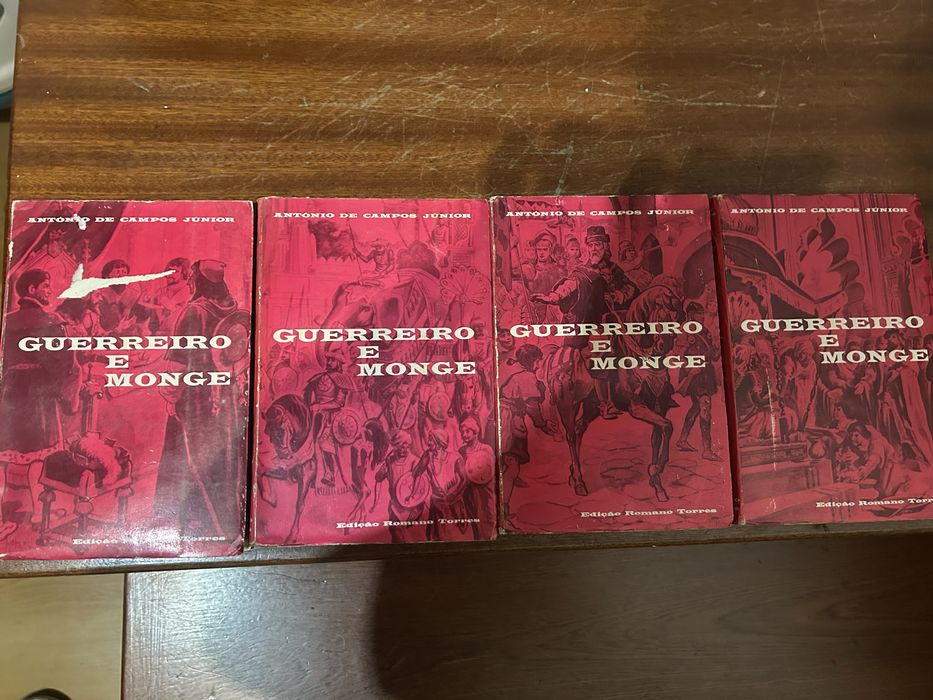 ANTÓNIO DE CAMPOS JÚNIOR
GUERREIRO
E
MONGE
Edição Torres
ANTÓNIO DE CAMPOS JÚNIOR
GUERREIRO
E
MONGE
Edição Romano Torres
ANTÓNIO DE CAMPOS JÚNIOR
GUERREIRO
E
MONGE
Edição Romano Torres
ANTÓNIO DE CAMPOS JÚNIOR
GUERREIRO
E
MONGE
Edição Romano Torr